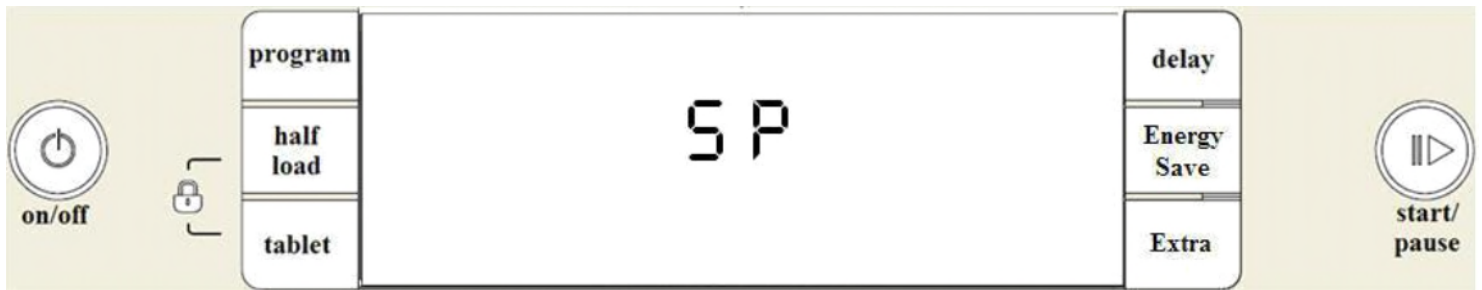 program
delay
SP
half
load
Energy
Save
on/off
tablet
Extra
start/
pause